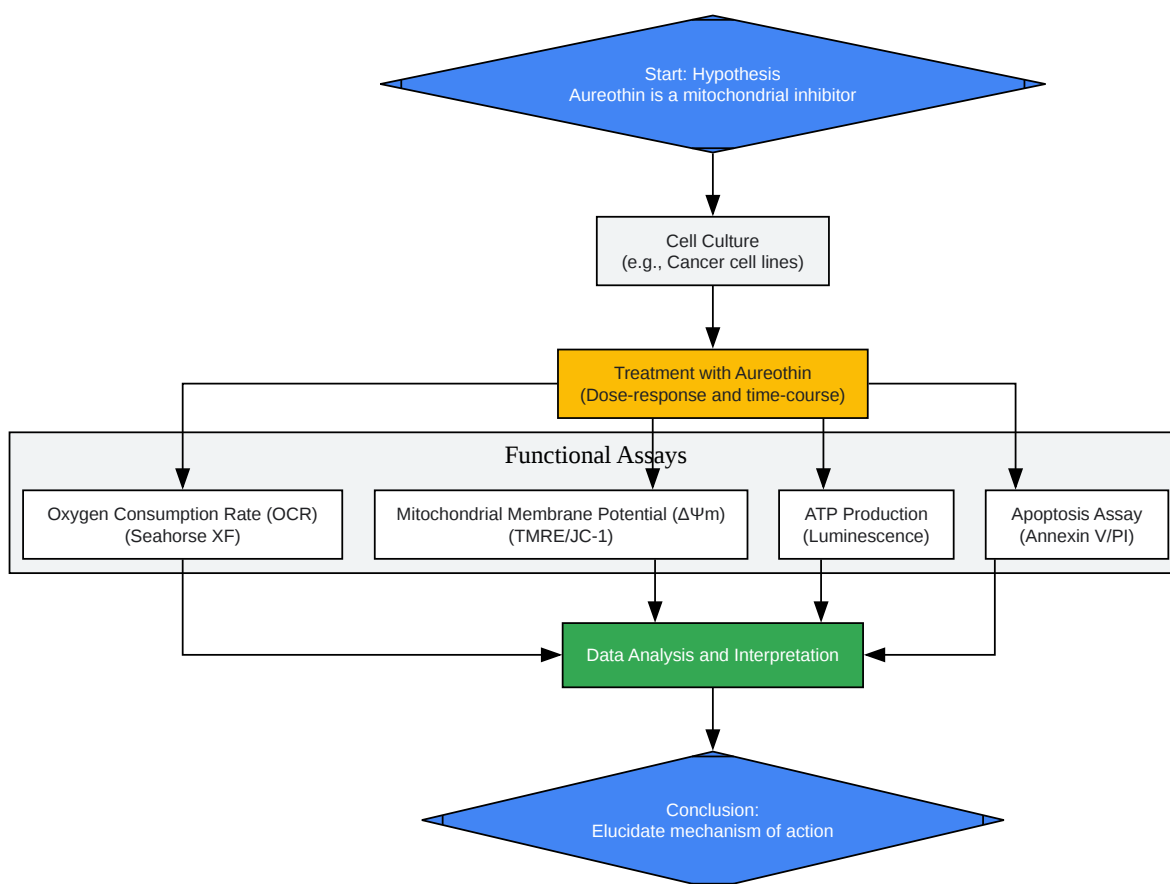 Start: Hypothesis
Aureothin is a mitochondrial inhibitor
Cell Culture
(e.g., Cancer cell lines)
Treatment with Aureothin
(Dose-response and time-course)
Functional Assays
Oxygen Consumption Rate (OCR)
(Seahorse XF)
Mitochondrial Membrane Potential (ΔΨm)
(TMRE/JC-1)
ATP Production
(Luminescence)
Apoptosis Assay
(Annexin V/PI)
Data Analysis and Interpretation
Conclusion:
Elucidate mechanism of action